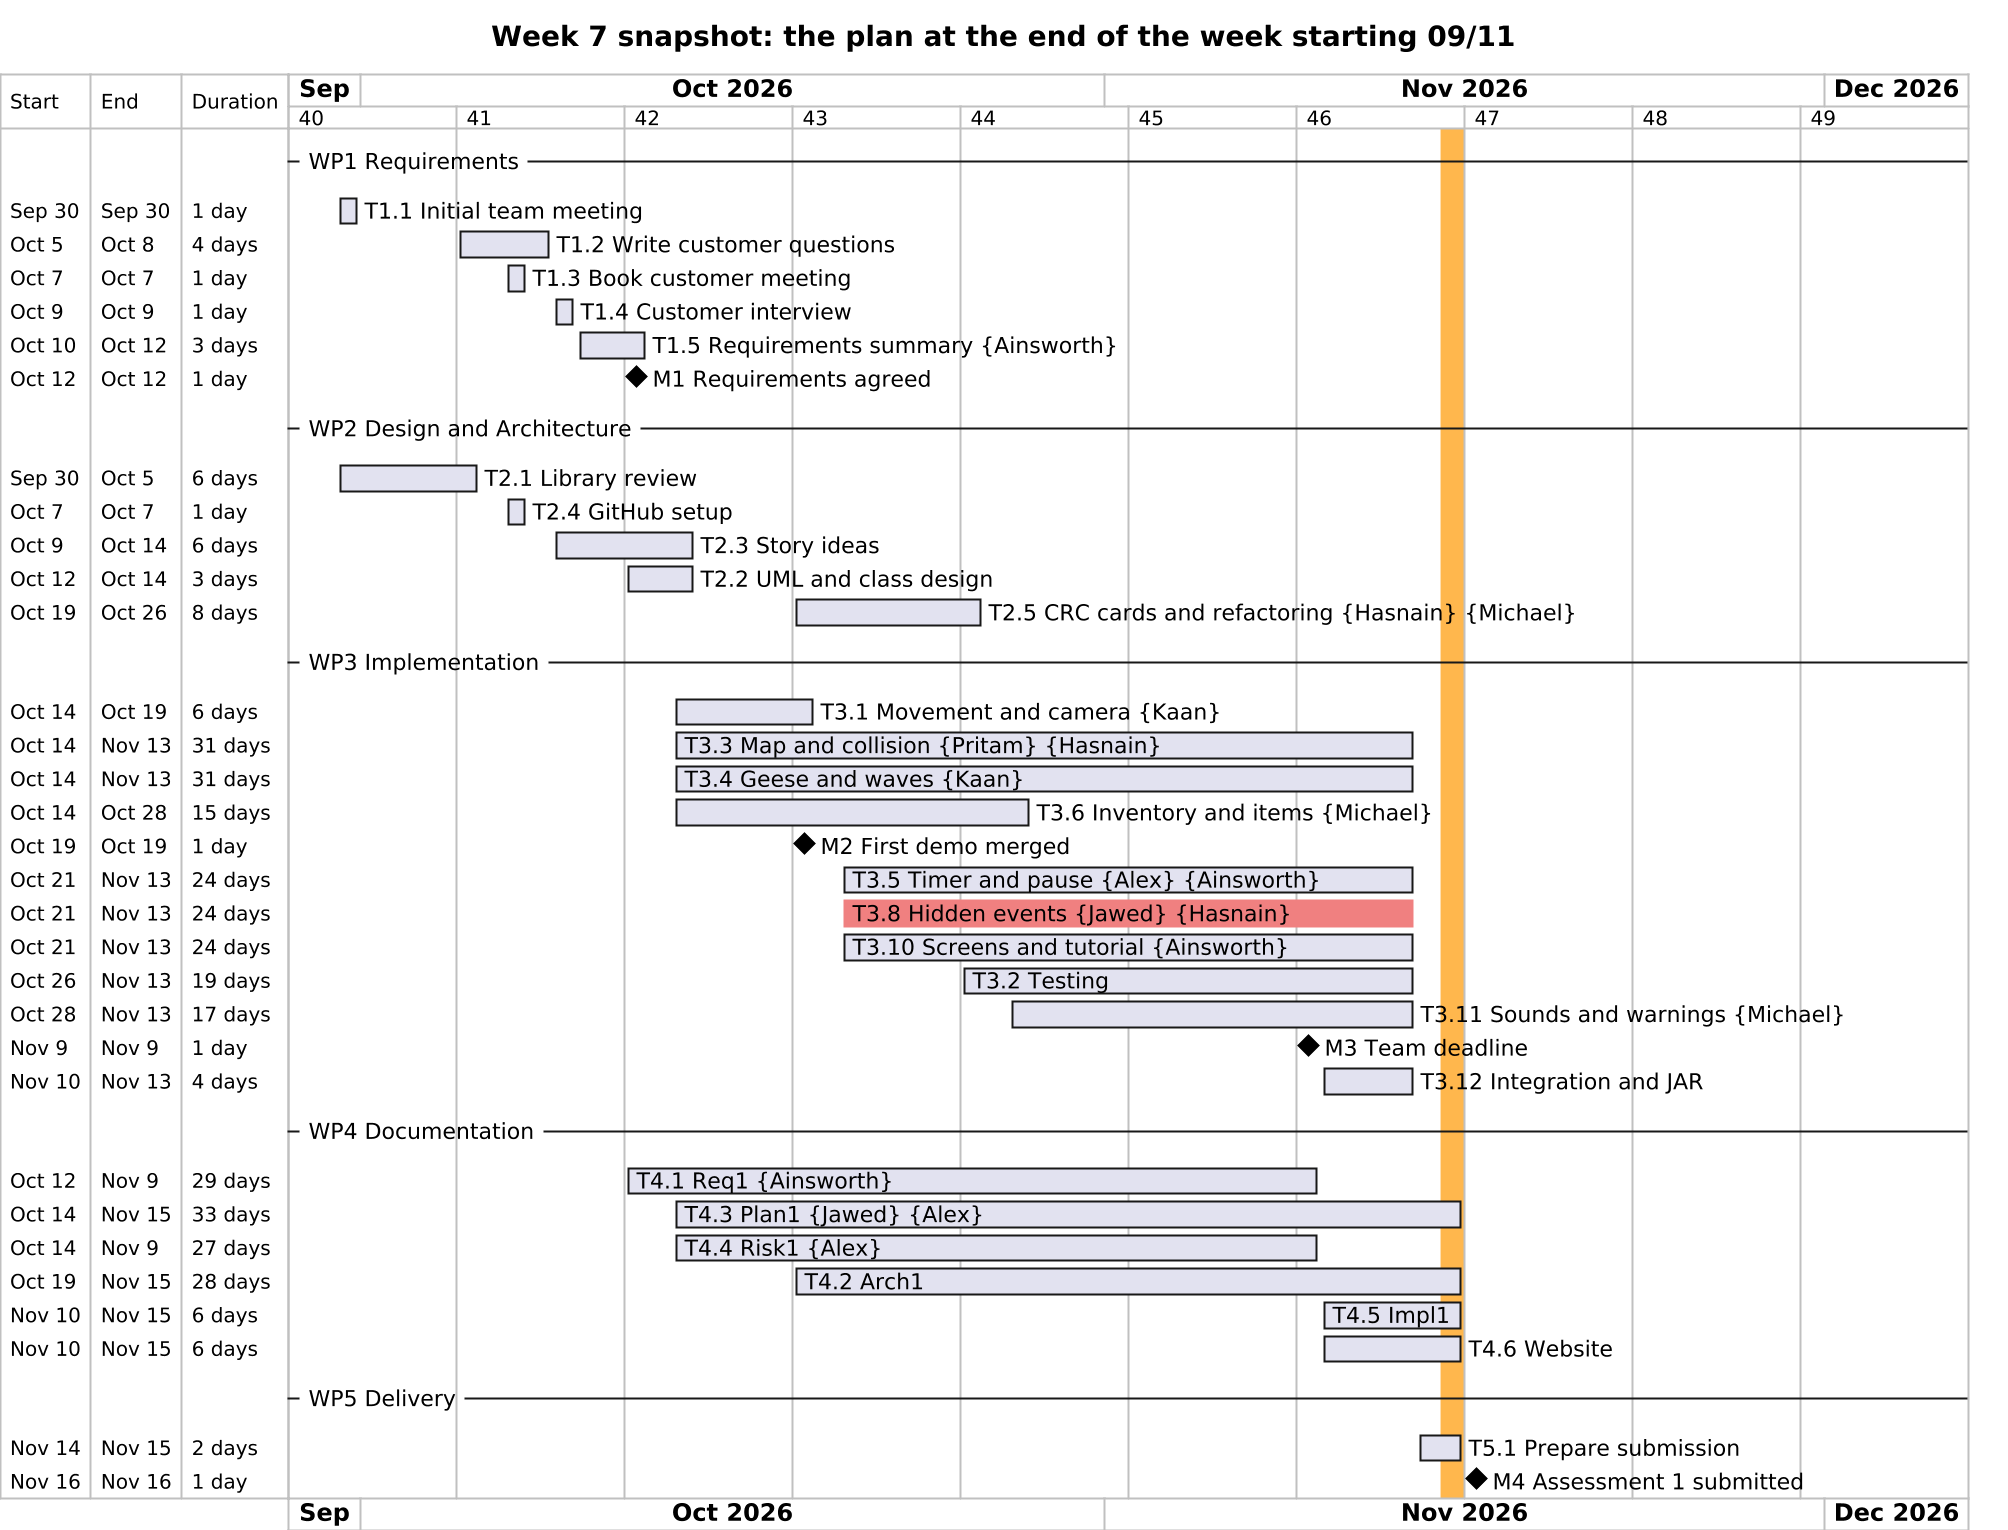 Week 7 snapshot: the plan at the end of the week starting 09/11
Start End Duration Sep Oct 2026 Nov 2026 Dec 2026
40 41 42 43 44 45 46 47 48 49
WP1 Requirements
Sep 30 Sep 30 1 day T1.1 Initial team meeting
Oct 5 Oct 8 4 days T1.2 Write customer questions
Oct 7 Oct 7 1 day T1.3 Book customer meeting
Oct 9 Oct 9 1 day T1.4 Customer interview
Oct 10 Oct 12 3 days T1.5 Requirements summary {Ainsworth}
Oct 12 Oct 12 1 day M1 Requirements agreed
WP2 Design and Architecture
Sep 30 Oct 5 6 days T2.1 Library review
Oct 7 Oct 7 1 day T2.4 GitHub setup
Oct 9 Oct 14 6 days T2.3 Story ideas
Oct 12 Oct 14 3 days T2.2 UML and class design
Oct 19 Oct 26 8 days T2.5 CRC cards and refactoring {Hasnain} {Michael}
WP3 Implementation
Oct 14 Oct 19 6 days T3.1 Movement and camera {Kaan}
Oct 14 Nov 13 31 days T3.3 Map and collision {Pritam} {Hasnain}
Oct 14 Nov 13 31 days T3.4 Geese and waves {Kaan}
Oct 14 Oct 28 15 days T3.6 Inventory and items {Michael}
Oct 19 Oct 19 1 day M2 First demo merged
Oct 21 Nov 13 24 days T3.5 Timer and pause {Alex} {Ainsworth}
Oct 21 Nov 13 24 days T3.8 Hidden events {Jawed} {Hasnain}
Oct 21 Nov 13 24 days T3.10 Screens and tutorial {Ainsworth}
Oct 26 Nov 13 19 days T3.2 Testing
Oct 28 Nov 13 17 days T3.11 Sounds and warnings {Michael}
Nov 9 Nov 9 1 day M3 Team deadline
Nov 10 Nov 13 4 days T3.12 Integration and JAR
WP4 Documentation
Oct 12 Nov 9 29 days T4.1 Req1 {Ainsworth}
Oct 14 Nov 15 33 days T4.3 Plan1 {Jawed} {Alex}
Oct 14 Nov 9 27 days T4.4 Risk1 {Alex}
Oct 19 Nov 15 28 days T4.2 Arch1
Nov 10 Nov 15 6 days T4.5 Impl1
Nov 10 Nov 15 6 days T4.6 Website
WP5 Delivery
Nov 14 Nov 15 2 days T5.1 Prepare submission
Nov 16 Nov 16 1 day M4 Assessment 1 submitted
Sep Oct 2026 Nov 2026 Dec 2026